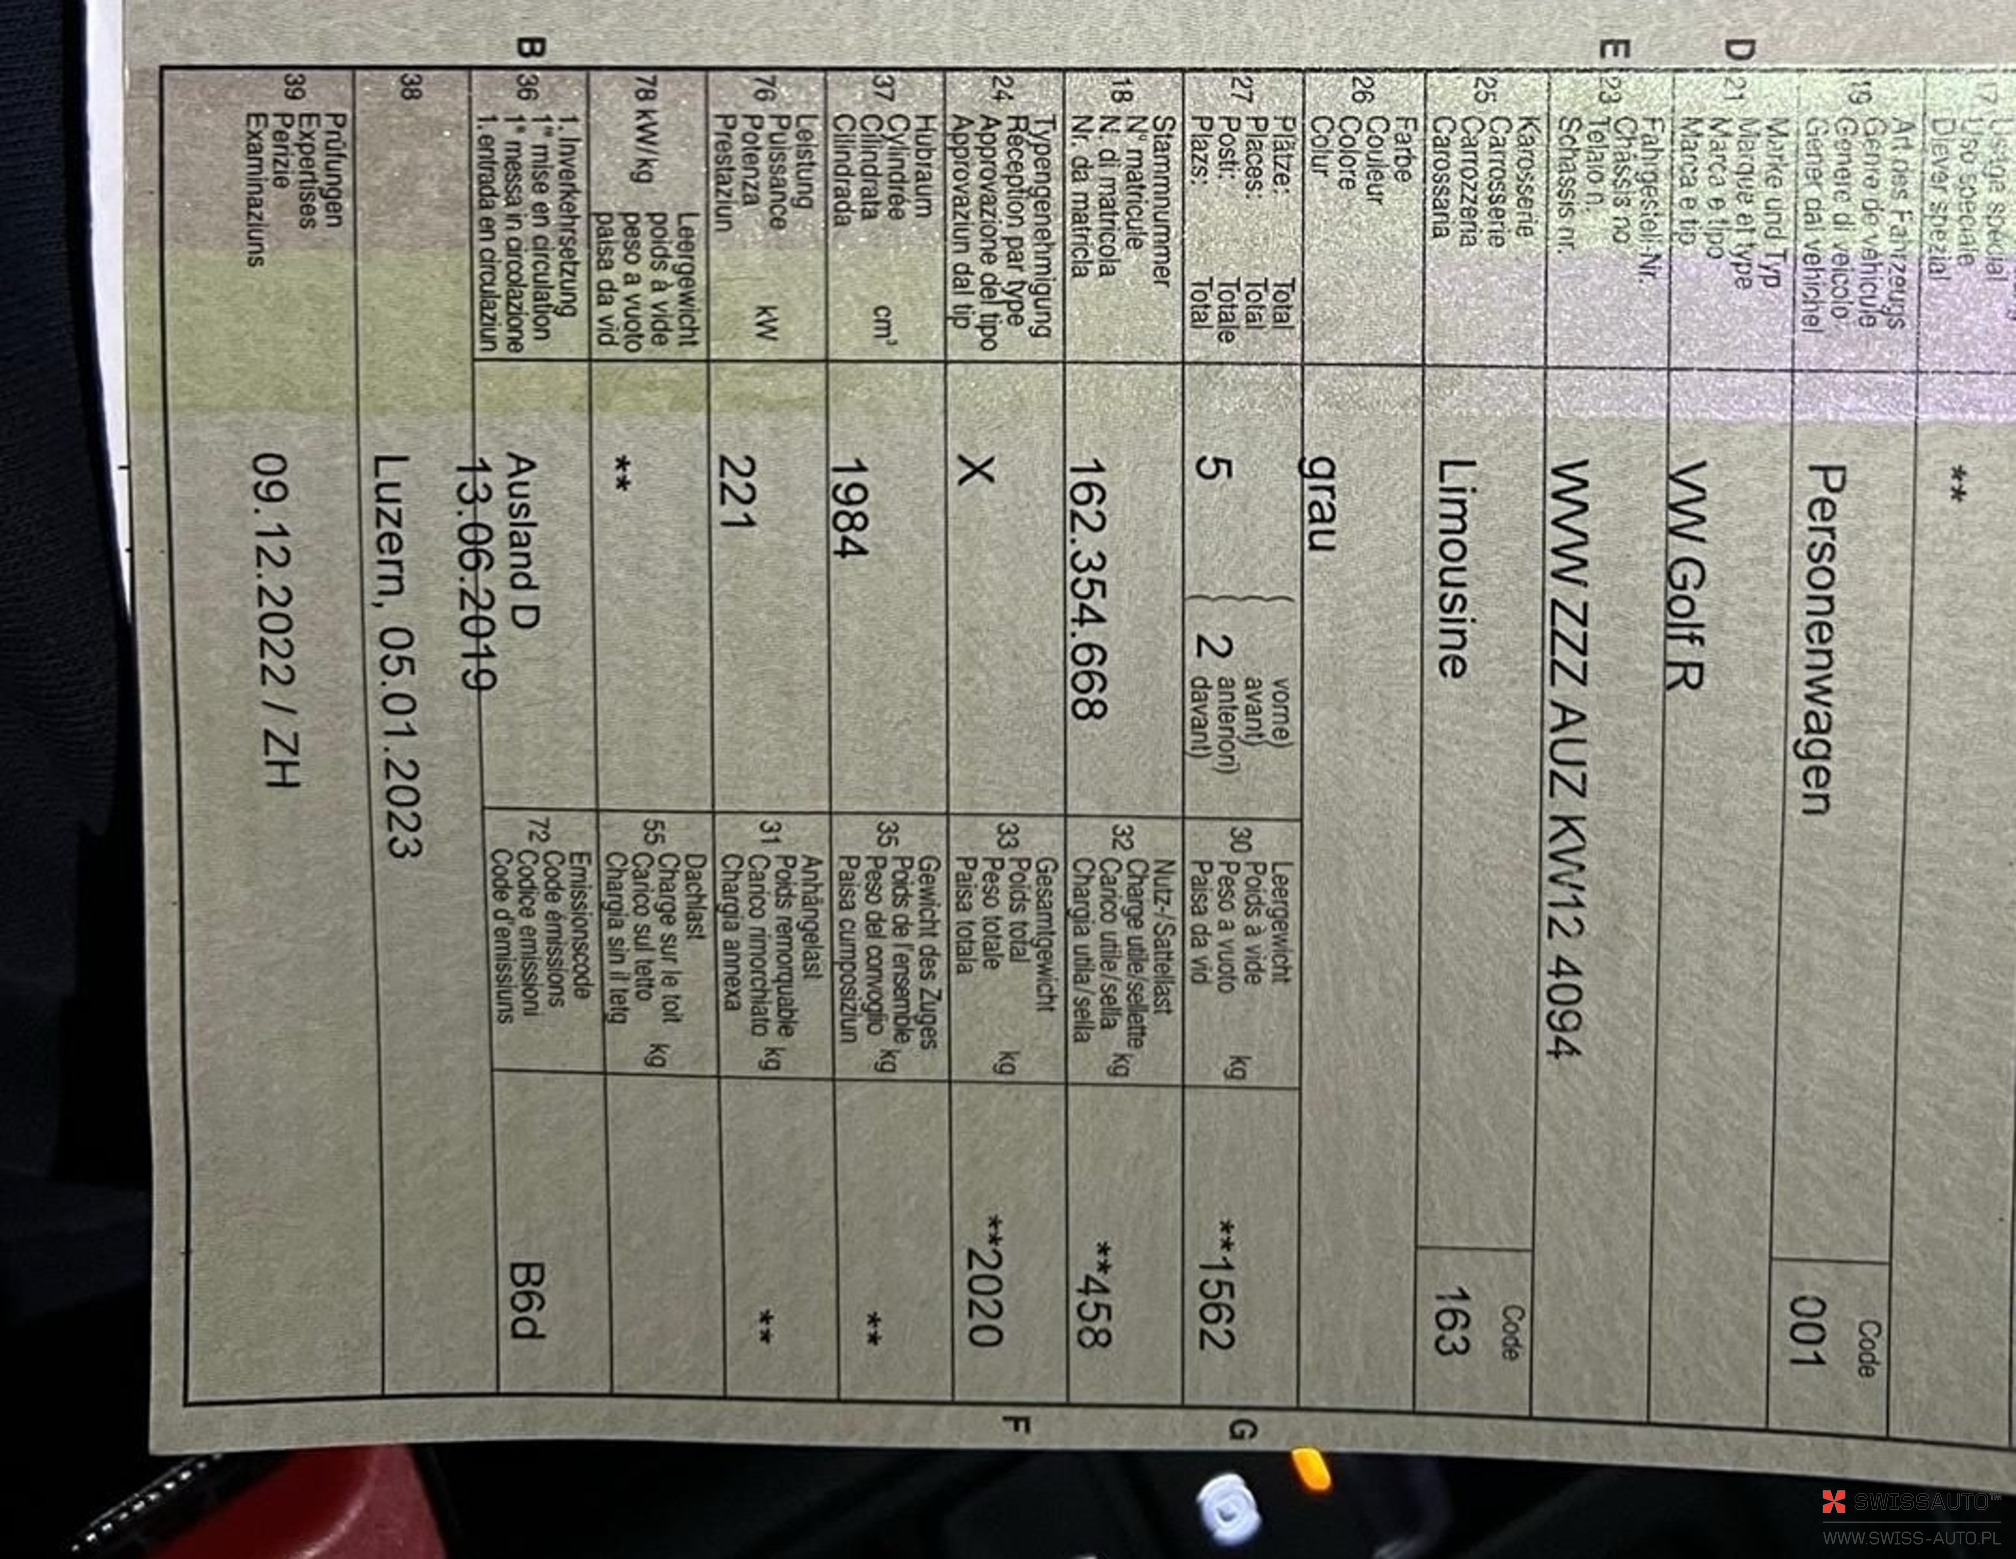 Usage spécial
17 Uso speciale
Diever spezial
**
Art des Fahrzeugs
Genre de véhicule
19 Genere di veicolo
Gener dal vehichel
Personenwagen
Code
001
D
Marke und Typ
21 Marque et type
Marca e tipo
Marca e tip
VW Golf R
E
Fahrgestell-Nr.
23 Châssis no
Telaio n.
Schassis nr.
WVW ZZZ AUZ KW12 4094
Karosserie
25 Carrosserie
Carrozzeria
Carossaria
Limousine
Code
163
Farbe
26 Couleur
Colore
Colur
grau
Plätze: Total
27 Places: Total
Posti: Totale
Plazs: Total
5
( 2
vorne)
avant)
anteriori)
davant)
Leergewicht
30 Poids à vide
Peso a vuoto kg
Paisa da vid
**1562
G
Stammnummer
18 N° matricule
N. di matricola
Nr. da matricla
162.354.668
Nutz-/Sattellast
32 Charge utile/sellette
Carico utile/sella kg
Chargia utila/sella
**458
Typengenehmigung
24 Réception par type
Approvazione del tipo
Approvaziun dal tip
X
Gesamtgewicht
33 Poids total
Peso totale kg
Paisa totala
**2020
F
Hubraum
37 Cylindrée
Cilindrata cm³
Cilindrada
1984
Gewicht des Zuges
35 Poids de l'ensemble
Peso del convoglio kg
Paisa cumposiziun
**
Leistung
76 Puissance
Potenza kW
Prestaziun
221
Anhängelast
31 Poids remorquable
Carico rimorchiato kg
Chargia annexa
**
78 kW/kg
Leergewicht
poids à vide
peso a vuoto
paisa da vid
**
Dachlast
55 Charge sur le toit
Carico sul tetto kg
Chargia sin il tetg
B
1. Inverkehrsetzung
36 1re mise en circulation
1a messa in circolazione
1. entrada en circulaziun
Ausland D
13.06.2019
Emissionscode
72 Code émissions
Codice emissioni
Code d'emissiuns
B6d
38
Luzern, 05.01.2023
Prüfungen
39 Expertises
Perizie
Examinaziuns
09.12.2022 / ZH
SWISSAUTO™
WWW.SWISS-AUTO.PL